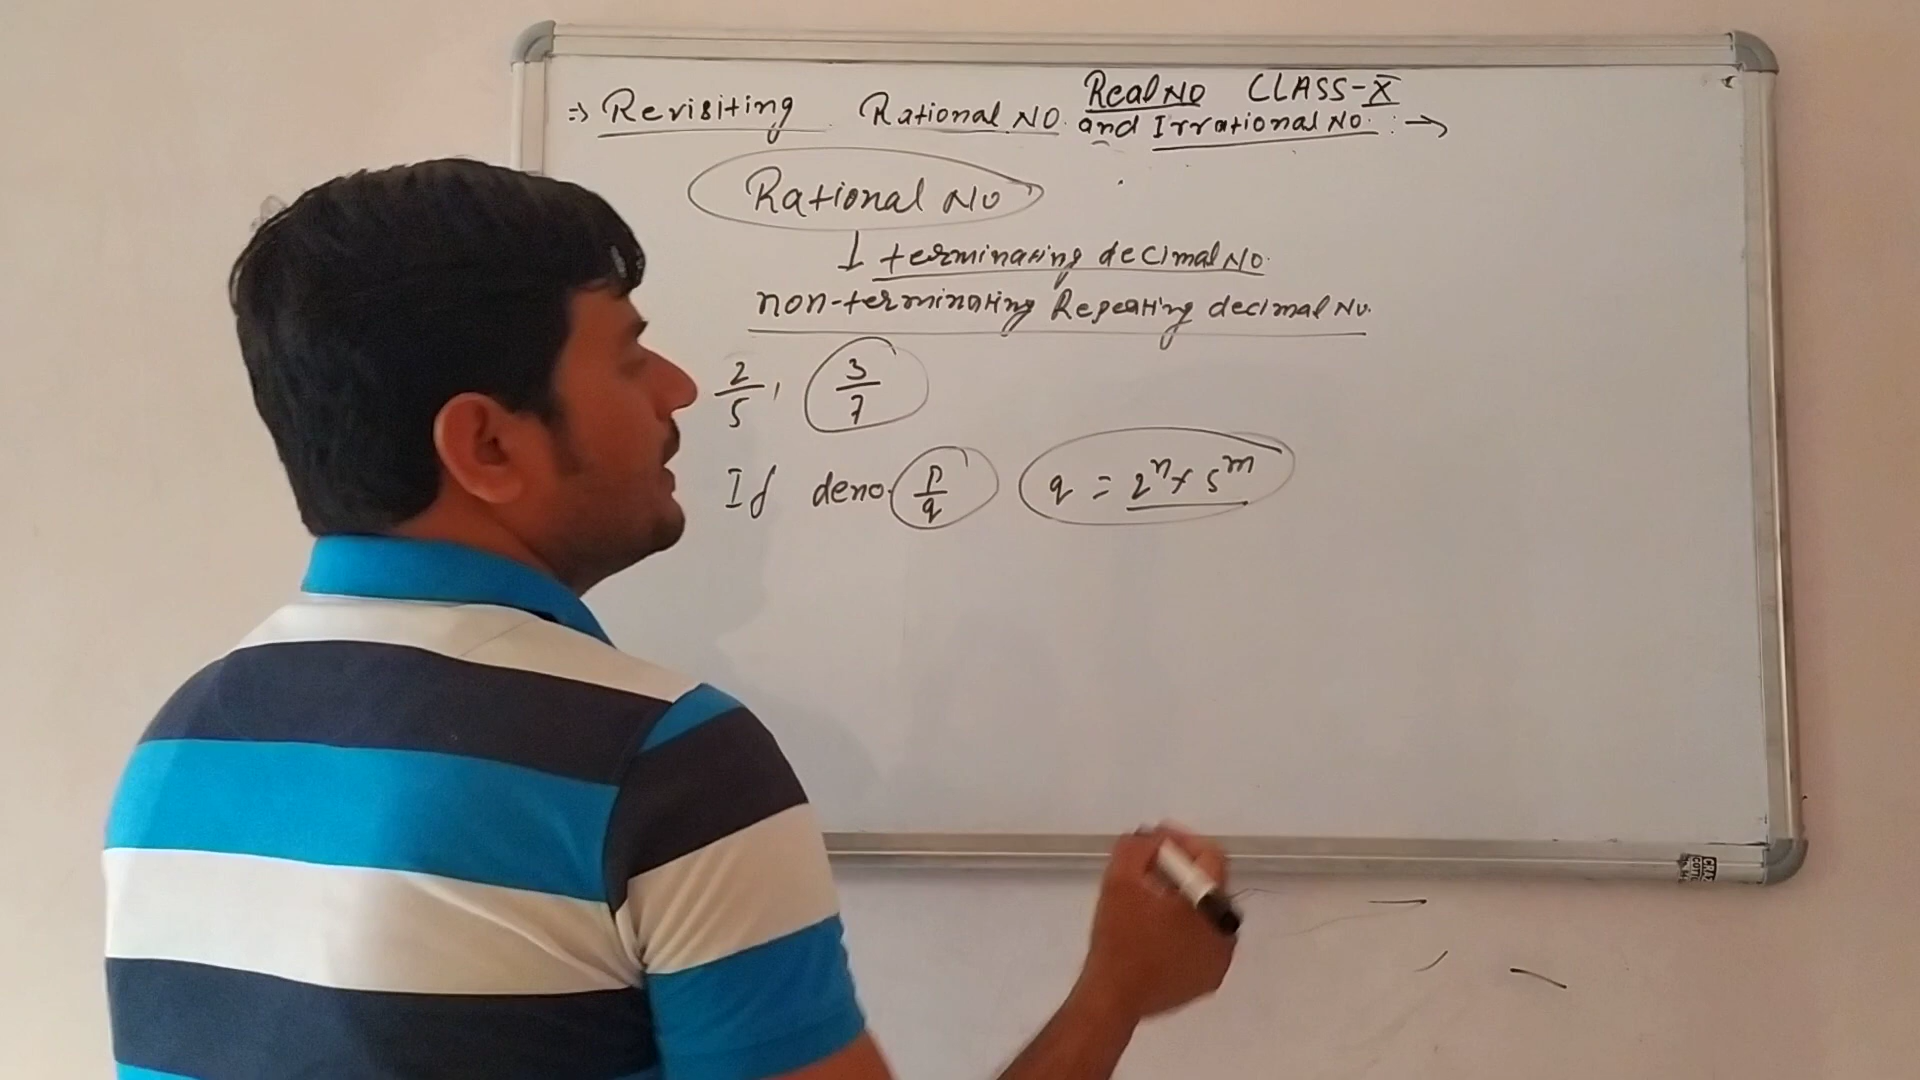 Real NO CLASS-X
⇒ Revisiting Rational NO. and Irrational NO. : →
Rational No
↓ terminating decimal No.
non-terminating Repeating decimal No.
2/5, 3/7
If deno. p/q q = 2^n × 5^m